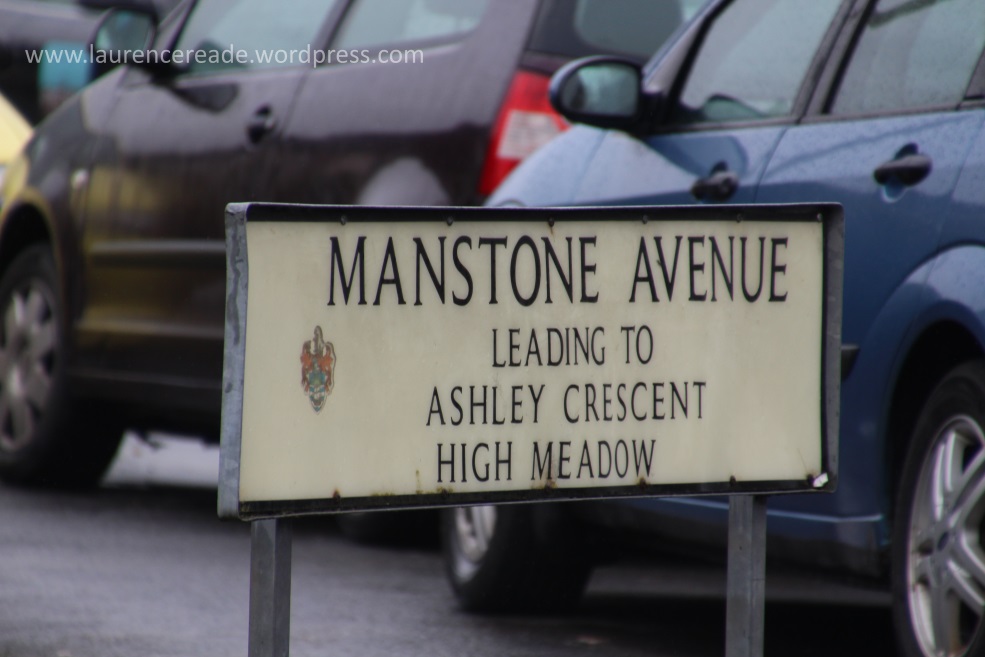 www.laurencereade.wordpress.com
MANSTONE AVENUE
LEADING TO
ASHLEY CRESCENT
HIGH MEADOW